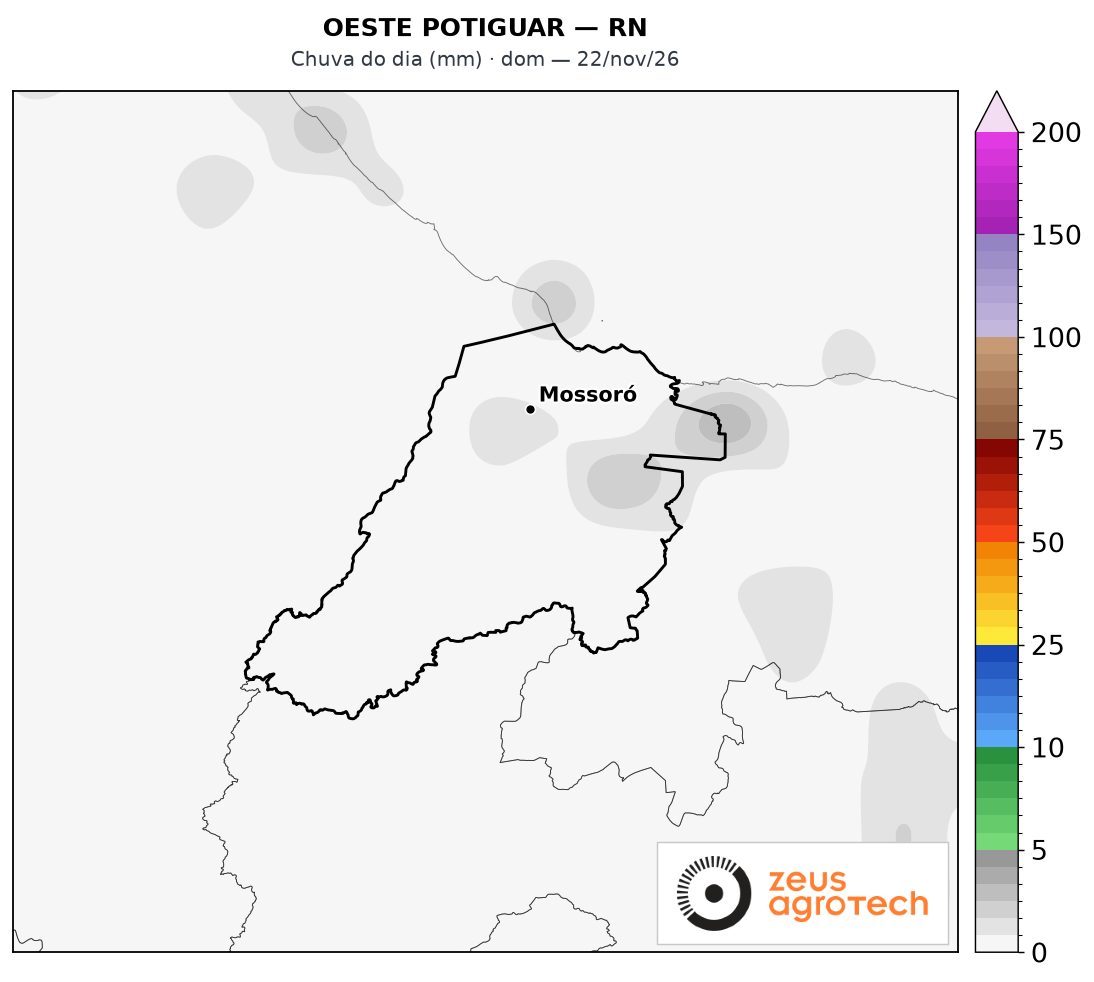 OESTE POTIGUAR — RN
Chuva do dia (mm) · dom — 22/nov/26
Mossoró
200
150
100
75
50
25
10
5
0
zeus
agrotech